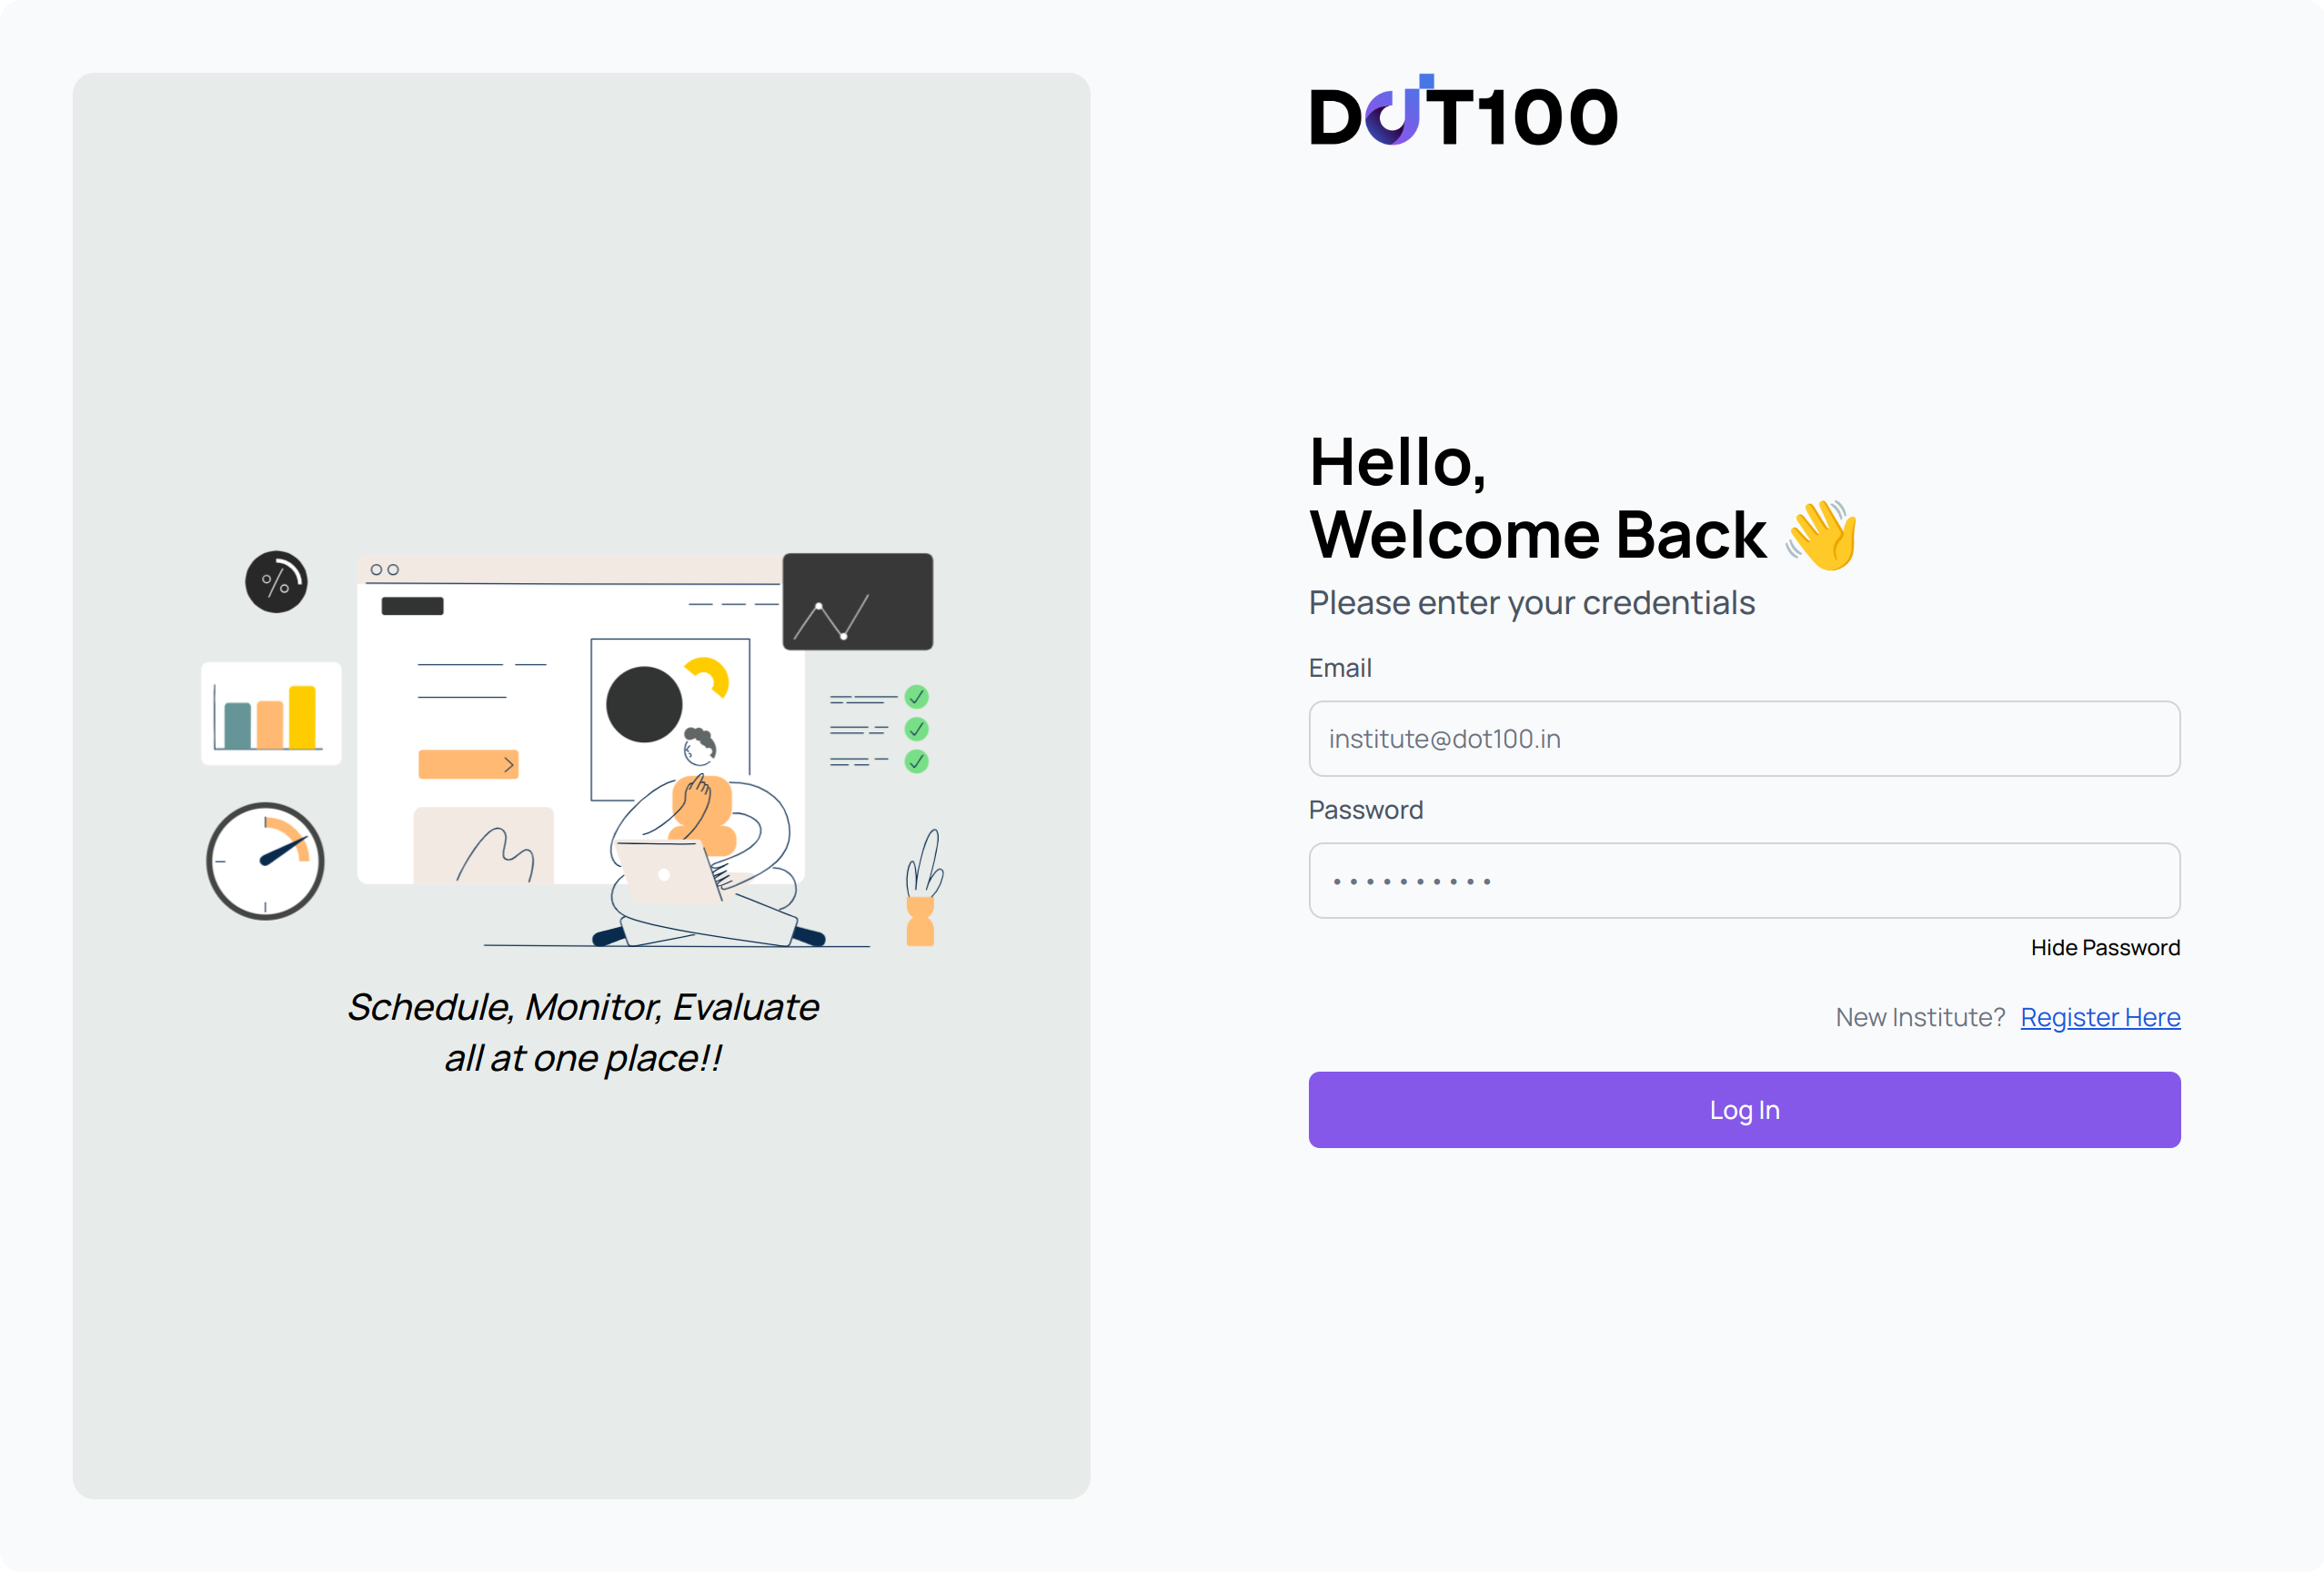 DOT100
Hello,
Welcome Back 👋
Please enter your credentials
Email
institute@dot100.in
Password
••••••••••
Hide Password
New Institute? Register Here
Log In
%
Schedule, Monitor, Evaluate
all at one place!!